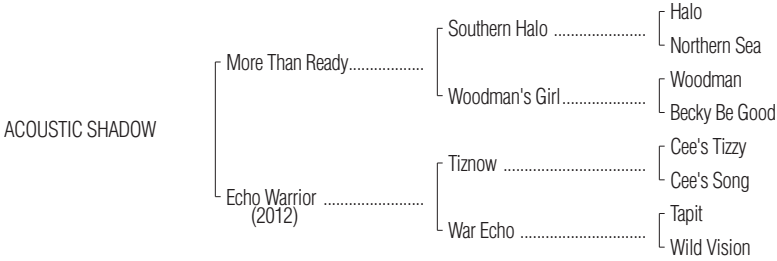 Halo
Southern Halo .......................
Northern Sea
More Than Ready..................
Woodman
Woodman's Girl.....................
Becky Be Good
ACOUSTIC SHADOW
Cee's Tizzy
Tiznow ...................................
Cee's Song
Echo Warrior ........................
(2012)
Tapit
War Echo ...............................
Wild Vision